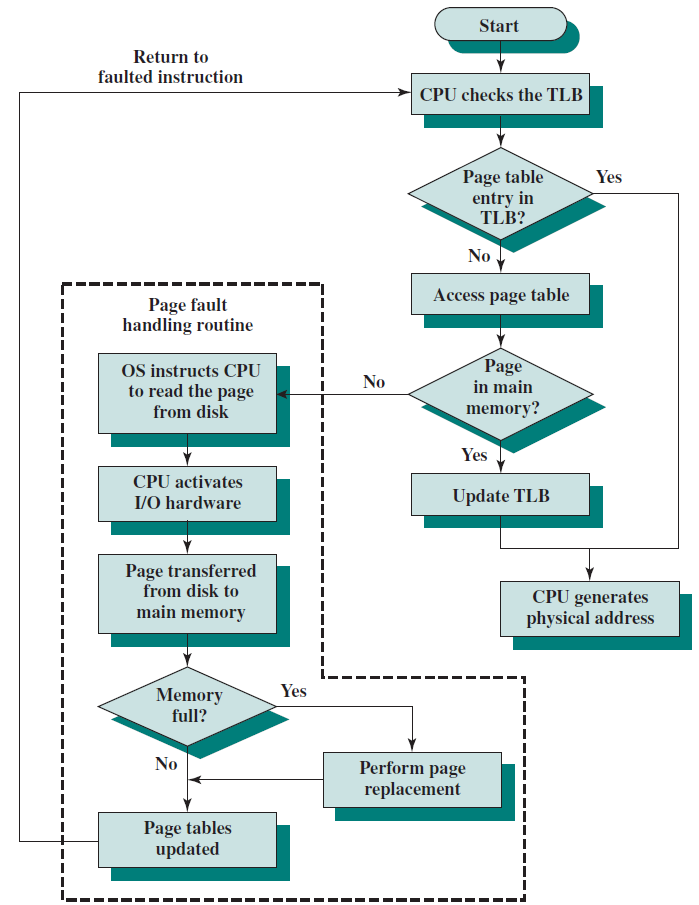 Start
Return to
faulted instruction
CPU checks the TLB
Page table
entry in
TLB?
Yes
No
Access page table
Page fault
handling routine
Page
in main
memory?
No
OS instructs CPU
to read the page
from disk
Yes
CPU activates
I/O hardware
Update TLB
Page transferred
from disk to
main memory
CPU generates
physical address
Memory
full?
Yes
No
Perform page
replacement
Page tables
updated